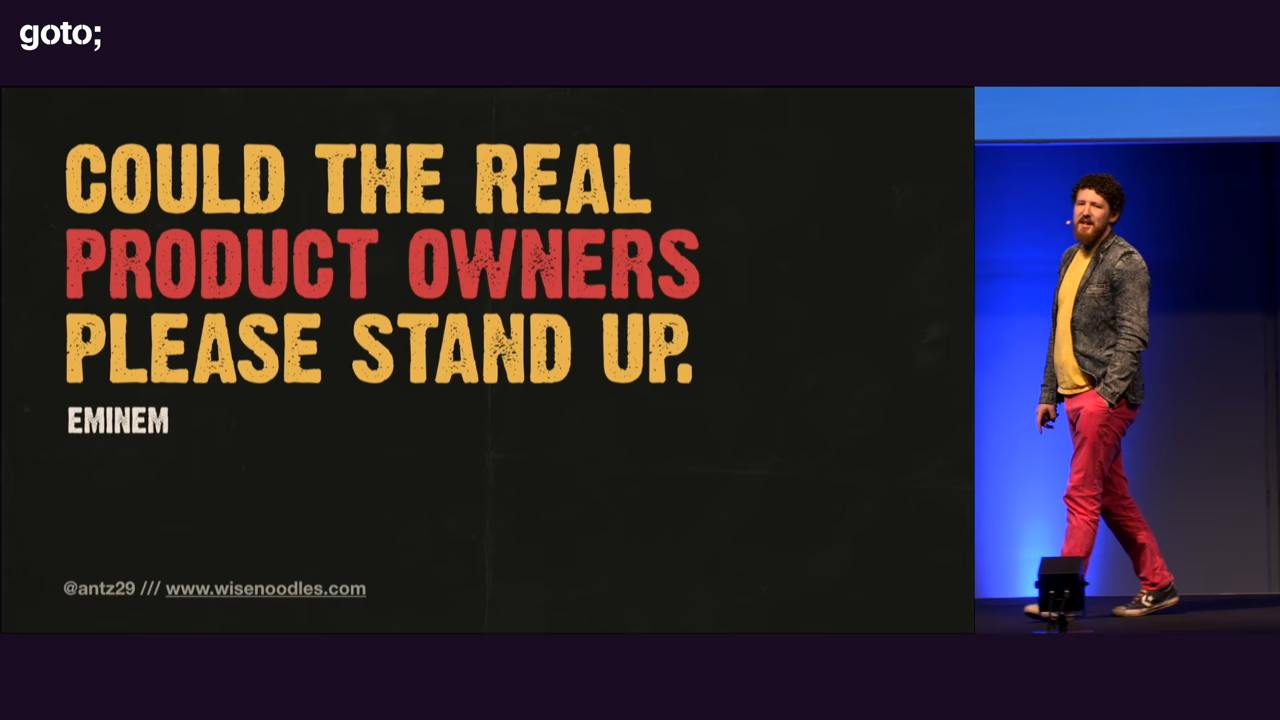 goto;
COULD THE REAL
PRODUCT OWNERS
PLEASE STAND UP.
EMINEM
@antz29 /// www.wisenoodles.com